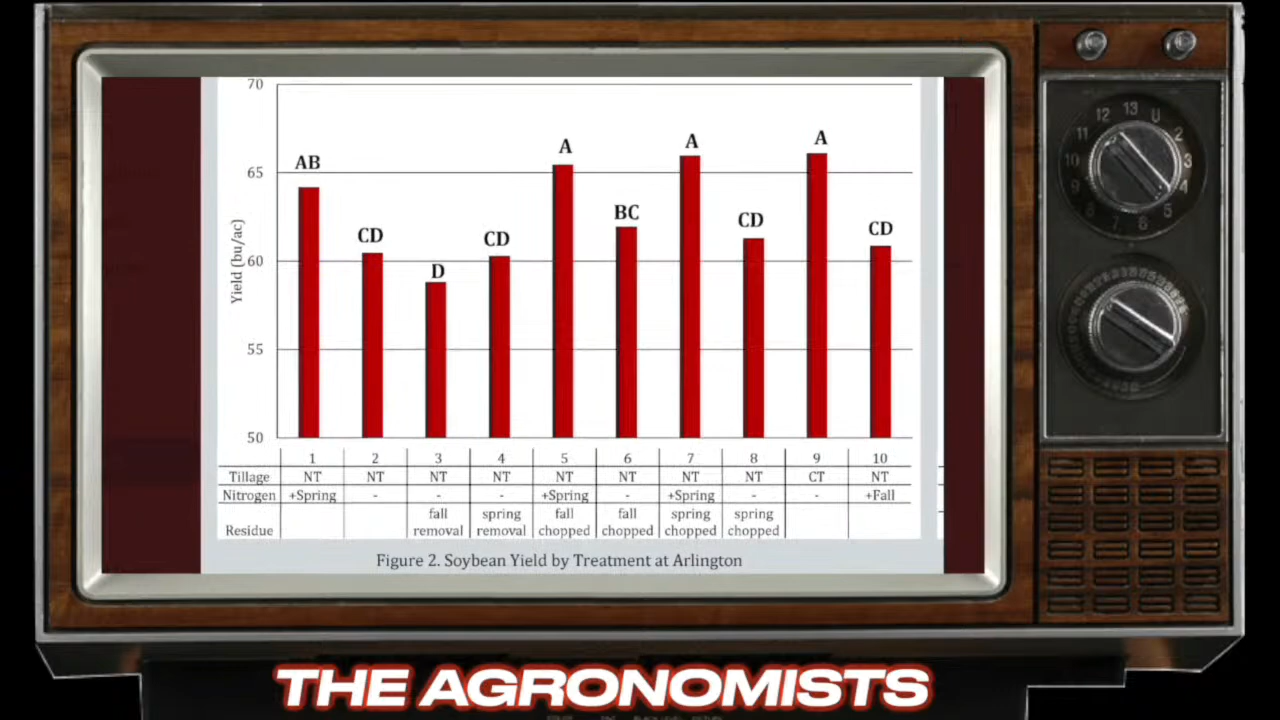 70
65
60
55
50
Yield (bu/ac)
AB
CD
D
CD
A
BC
A
CD
A
CD
1 2 3 4 5 6 7 8 9 10
Tillage NT NT NT NT NT NT NT NT CT NT
Nitrogen +Spring - - - +Spring - +Spring - - +Fall
fall spring fall fall spring spring
Residue removal removal chopped chopped chopped chopped
Figure 2. Soybean Yield by Treatment at Arlington
13 U
12 2
11 3
10 4
9 5
8 6
7
THE AGRONOMISTS